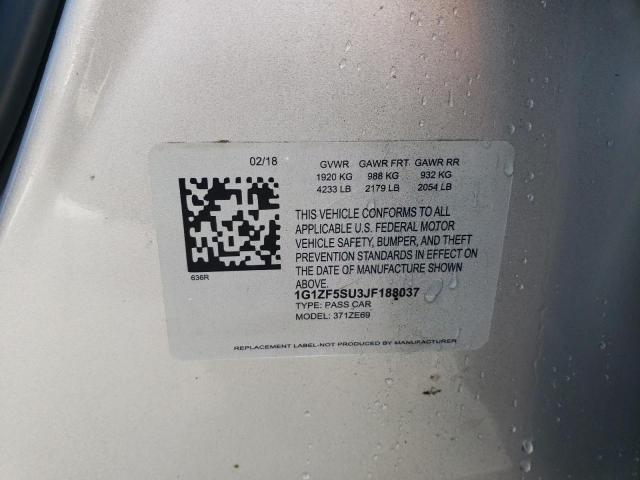 02/18 GVWR GAWR FRT GAWR RR
1920 KG 988 KG 932 KG
4233 LB 2179 LB 2054 LB
THIS VEHICLE CONFORMS TO ALL
APPLICABLE U.S. FEDERAL MOTOR
VEHICLE SAFETY, BUMPER, AND THEFT
PREVENTION STANDARDS IN EFFECT ON
THE DATE OF MANUFACTURE SHOWN
ABOVE.
636R
1G1ZF5SU3JF188037
TYPE: PASS CAR
MODEL: 371ZE69
REPLACEMENT LABEL-NOT PRODUCED BY MANUFACTURER